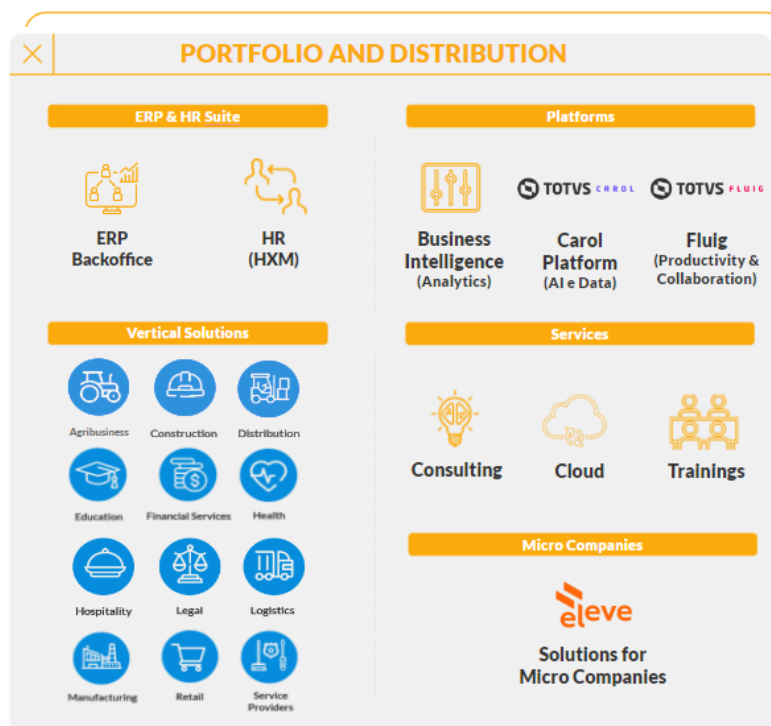 PORTFOLIO AND DISTRIBUTION
ERP & HR Suite
ERP
Backoffice
HR
(HXM)
Platforms
Business
Intelligence
(Analytics)
TOTVS CAROL
Carol
Platform
(AI e Data)
TOTVS FLUIG
Fluig
(Productivity &
Collaboration)
Vertical Solutions
Agribusiness
Construction
Distribution
Education
Financial Services
Health
Hospitality
Legal
Logistics
Manufacturing
Retail
Service
Providers
Services
Consulting
Cloud
Trainings
Micro Companies
eleve
Solutions for
Micro Companies